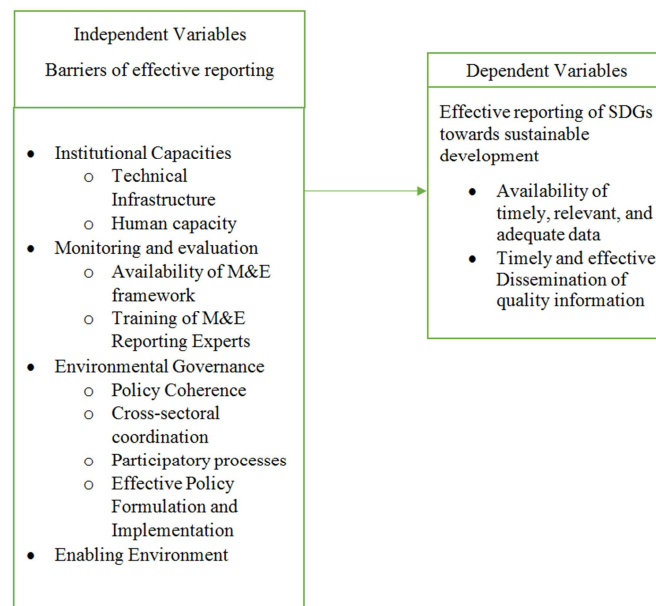 Independent Variables
Barriers of effective reporting
• Institutional Capacities
o Technical
Infrastructure
o Human capacity
• Monitoring and evaluation
o Availability of M&E
framework
o Training of M&E
Reporting Experts
• Environmental Governance
o Policy Coherence
o Cross-sectoral
coordination
o Participatory processes
o Effective Policy
Formulation and
Implementation
• Enabling Environment
Dependent Variables
Effective reporting of SDGs
towards sustainable
development
• Availability of
timely, relevant, and
adequate data
• Timely and effective
Dissemination of
quality information